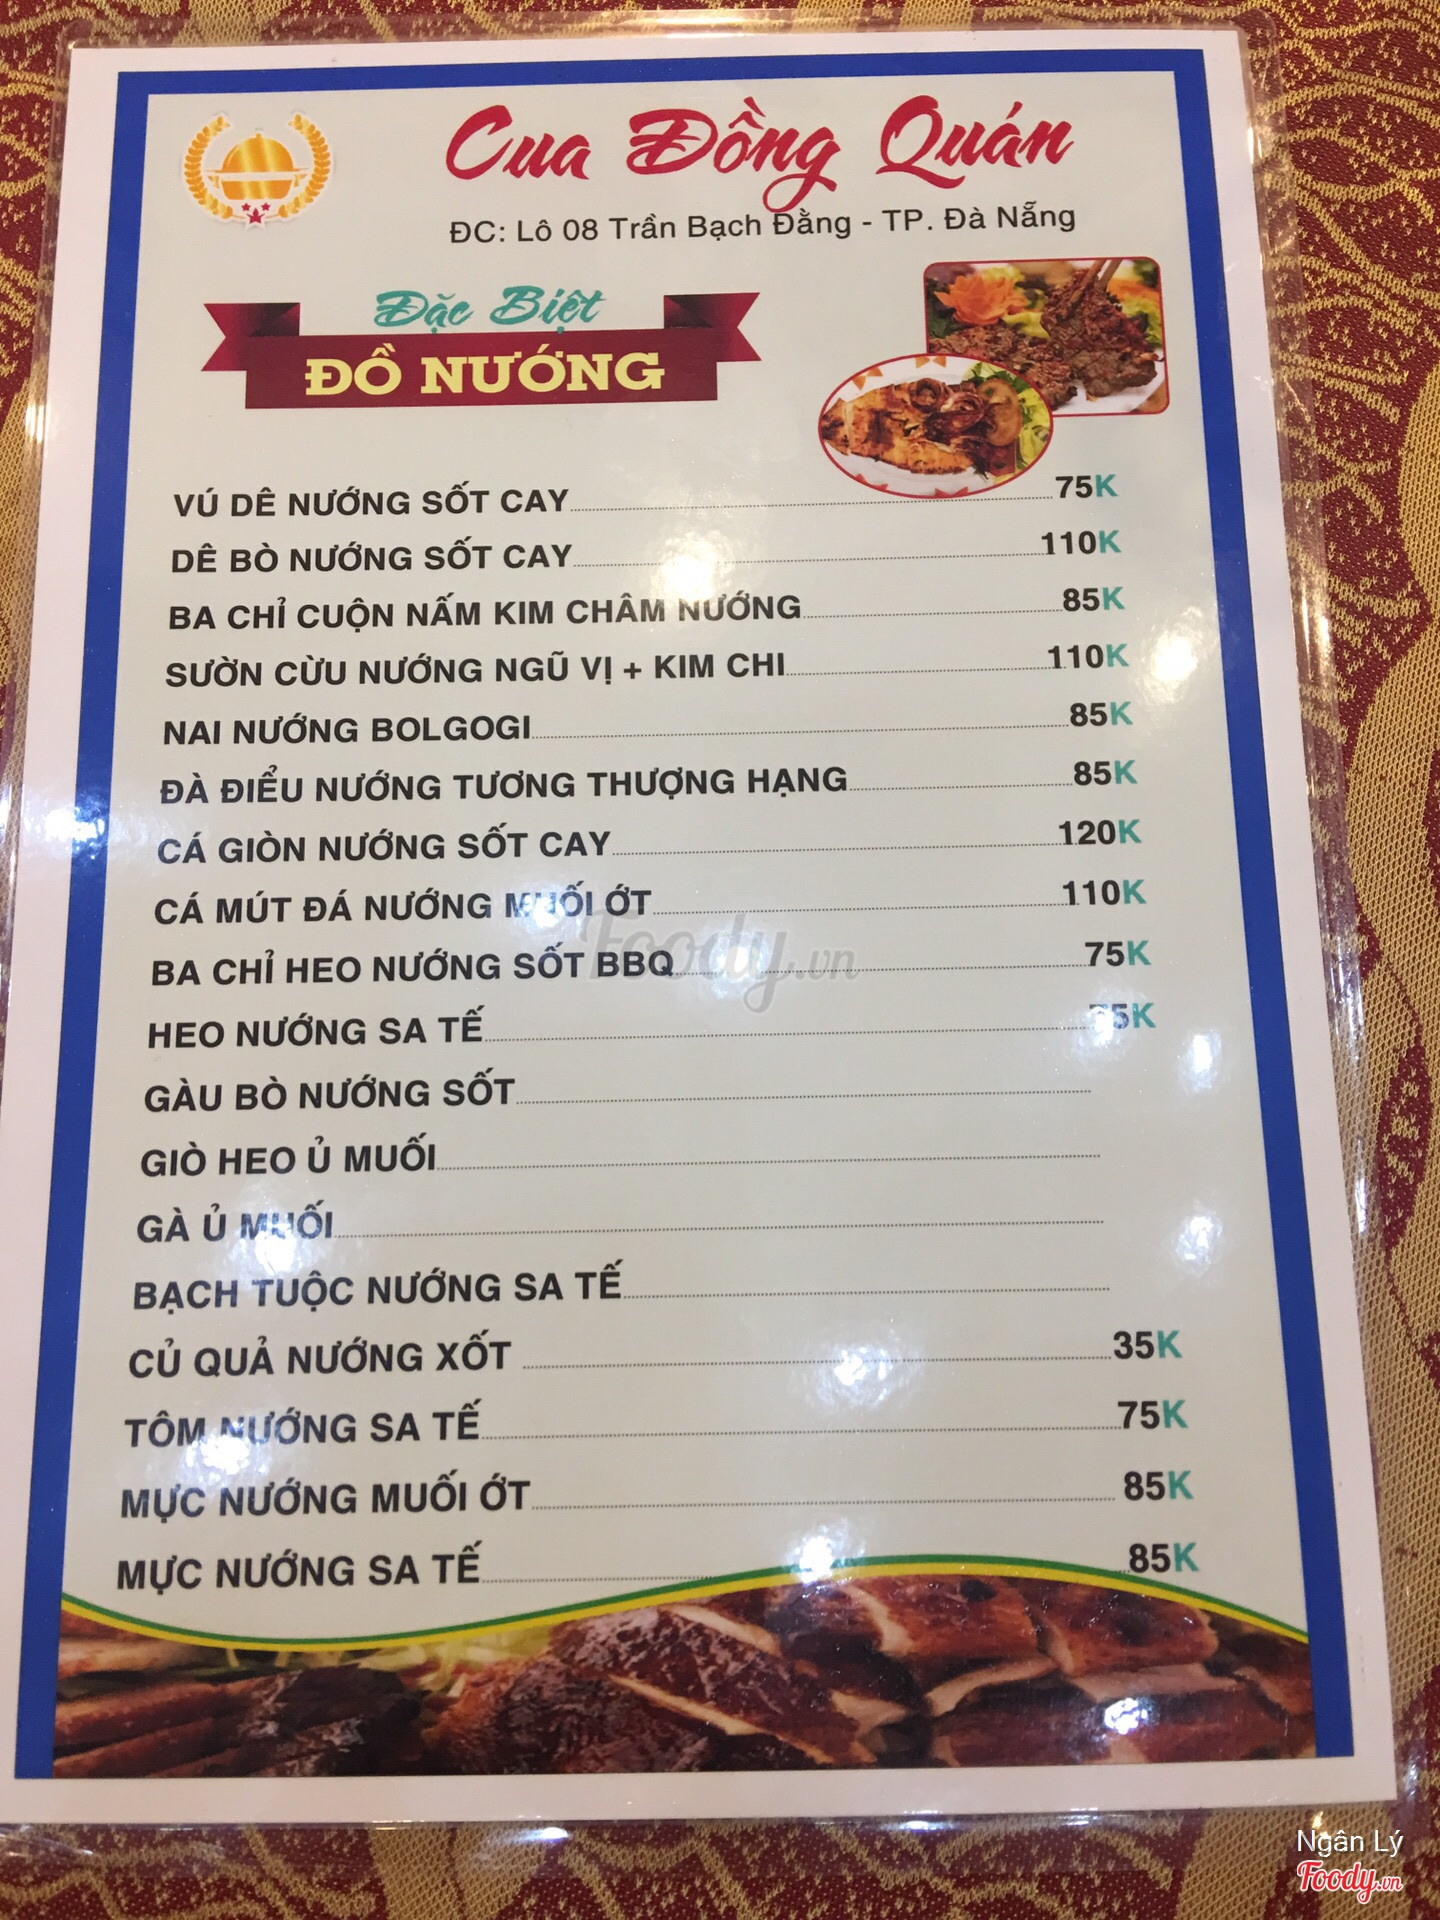 Cua Đồng Quán
ĐC: Lô 08 Trần Bạch Đằng - TP. Đà Nẵng
Đặc Biệt
ĐỒ NƯỚNG
VÚ DÊ NƯỚNG SỐT CAY 75K
DÊ BÒ NƯỚNG SỐT CAY 110K
BA CHỈ CUỘN NẤM KIM CHÂM NƯỚNG 85K
SƯỜN CỪU NƯỚNG NGŨ VỊ + KIM CHI 110K
NAI NƯỚNG BOLGOGI 85K
ĐÀ ĐIỂU NƯỚNG TƯƠNG THƯỢNG HẠNG 85K
CÁ GIÒN NƯỚNG SỐT CAY 120K
CÁ MÚT ĐÁ NƯỚNG MUỐI ỚT 110K
BA CHỈ HEO NƯỚNG SỐT BBQ 75K
HEO NƯỚNG SA TẾ 75K
GÀU BÒ NƯỚNG SỐT
GIÒ HEO Ủ MUỐI
GÀ Ủ MUỐI
BẠCH TUỘC NƯỚNG SA TẾ
CỦ QUẢ NƯỚNG XỐT 35K
TÔM NƯỚNG SA TẾ 75K
MỰC NƯỚNG MUỐI ỚT 85K
MỰC NƯỚNG SA TẾ 85K
Foody.vn
Ngân Lý
Foody.vn